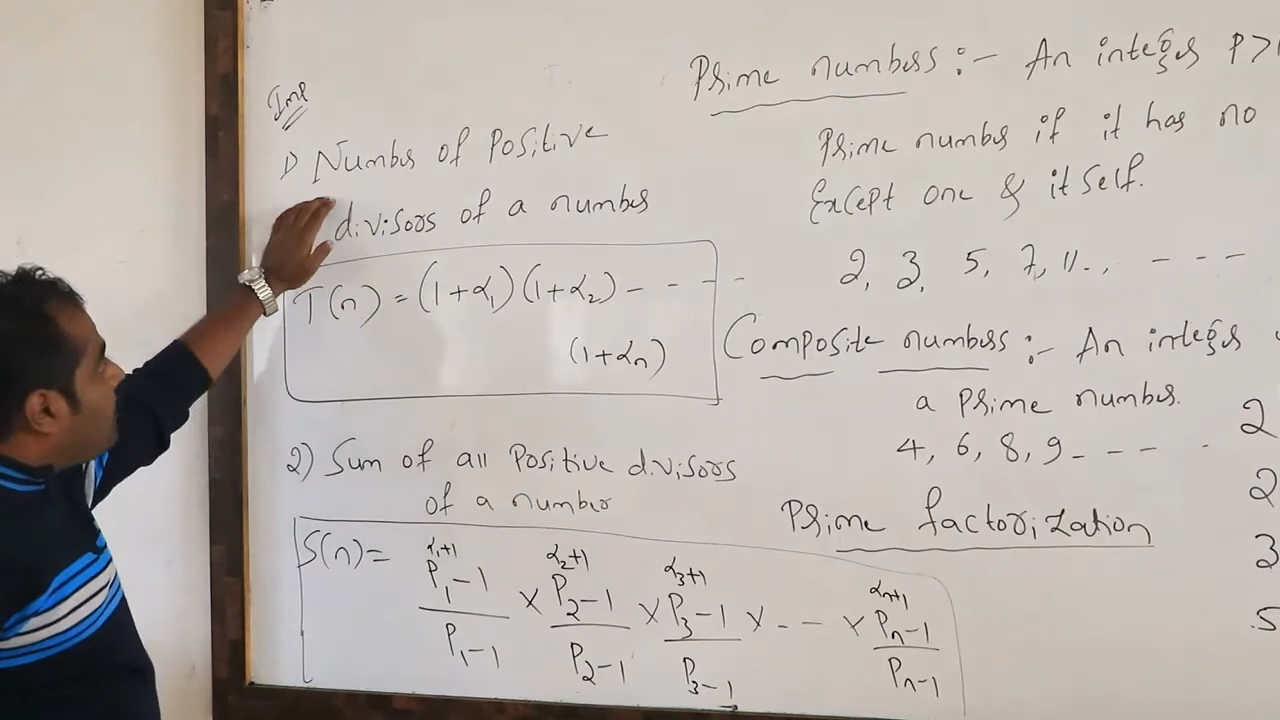 Imp
1) Number of Positive
divisors of a number
T(n) = (1+α₁)(1+α₂) - - - - -
(1+αn)
2) Sum of all Positive divisors
of a number
S(n) = (P₁^(α₁+1) -1)/(P₁-1) × (P₂^(α₂+1) -1)/(P₂-1) × (P₃^(α₃+1) -1)/(P₃-1) × - - - × (Pn^(αn+1) -1)/(Pn-1)
Prime numbers :- An integer P>1
Prime number if it has no
Except one & itself.
2, 3, 5, 7, 11.., - - - -
Composite numbers :- An integer
a Prime number.
4, 6, 8, 9 - - - -
Prime factorization
2
2
3
5